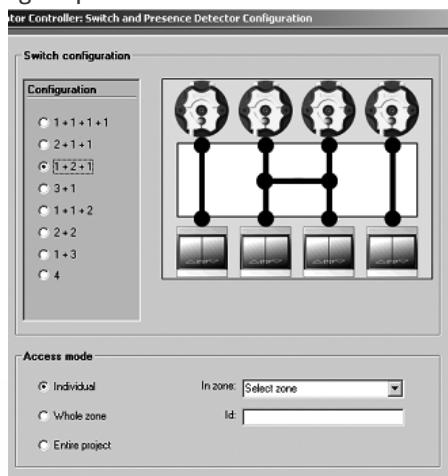 tor Controller: Switch and Presence Detector Configuration
Switch configuration
Configuration
1 + 1 + 1 + 1
2 + 1 + 1
1 + 2 + 1
3 + 1
1 + 1 + 2
2 + 2
1 + 3
4
Access mode
Individual
In zone: Select zone
Whole zone
Id:
Entire project